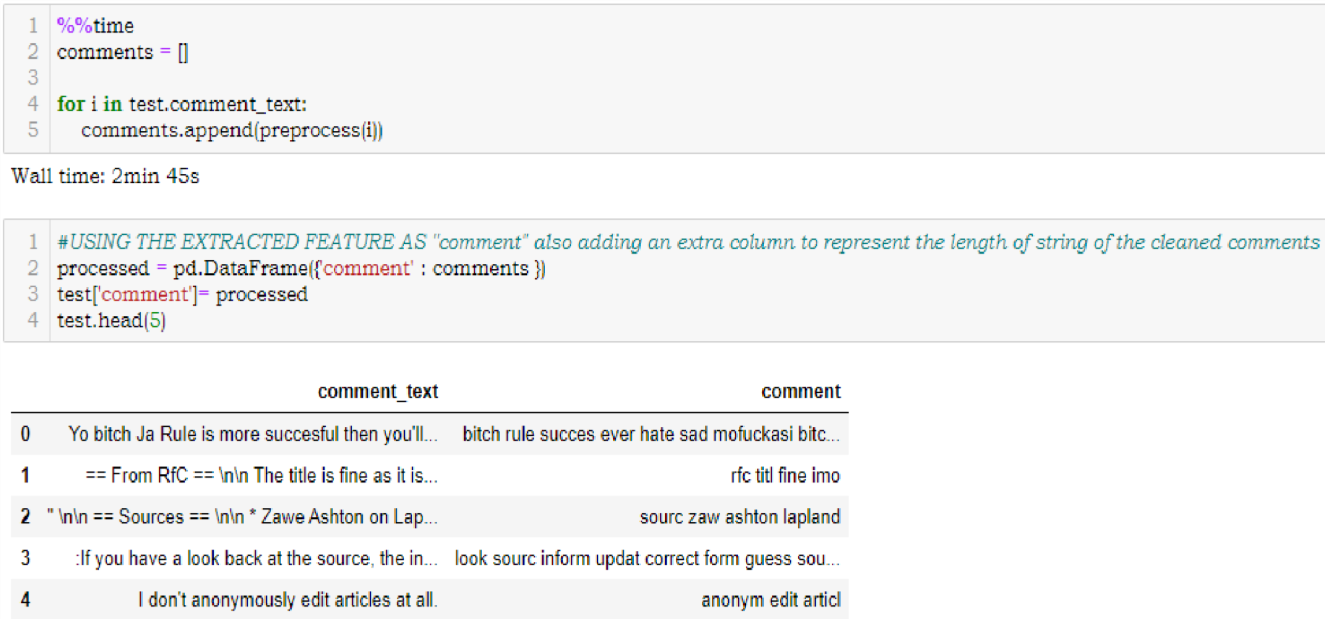 1 %%time
2 comments = []
3
4 for i in test.comment_text:
5 comments.append(preprocess(i))
Wall time: 2min 45s
1 #USING THE EXTRACTED FEATURE AS "comment" also adding an extra column to represent the length of string of the cleaned comments
2 processed = pd.DataFrame({'comment' : comments })
3 test['comment']= processed
4 test.head(5)
comment_text comment
0 Yo bitch Ja Rule is more succesful then you'll... bitch rule succes ever hate sad mofuckasi bitc...
1 == From RfC == \n\n The title is fine as it is... rfc titl fine imo
2 " \n\n == Sources == \n\n * Zawe Ashton on Lap... sourc zaw ashton lapland
3 :If you have a look back at the source, the in... look sourc inform updat correct form guess sou...
4 I don't anonymously edit articles at all. anonym edit articl